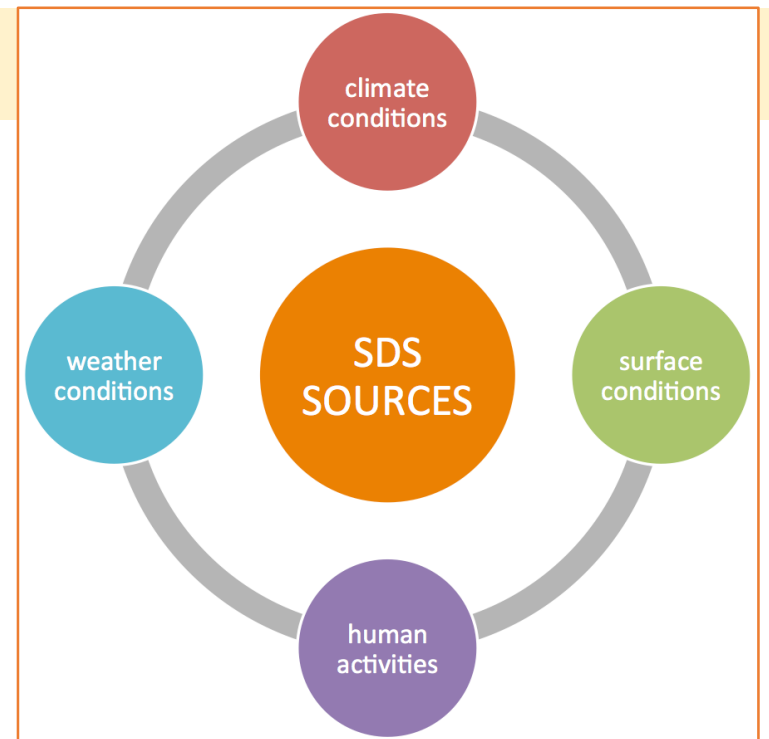 climate
conditions
weather
conditions
SDS
SOURCES
surface
conditions
human
activities